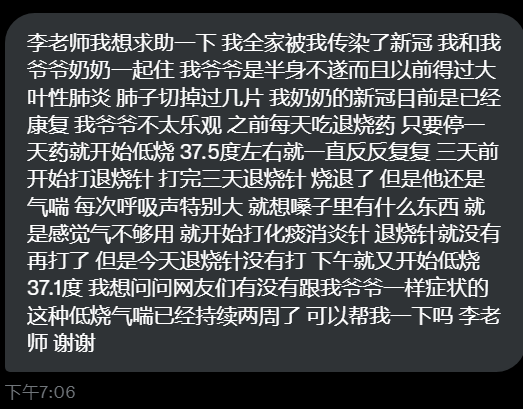 李老师我想求助一下 我全家被我传染了新冠 我和我
爷爷奶奶一起住 我爷爷是半身不遂而且以前得过大
叶性肺炎 肺子切掉过几片 我奶奶的新冠目前是已经
康复 我爷爷不太乐观 之前每天吃退烧药 只要停一
天药就开始低烧 37.5度左右就一直反反复复 三天前
开始打退烧针 打完三天退烧针 烧退了 但是他还是
气喘 每次呼吸声特别大 就想嗓子里有什么东西 就
是感觉气不够用 就开始打化痰消炎针 退烧针就没有
再打了 但是今天退烧针没有打 下午就又开始低烧
37.1度 我想问问网友们有没有跟我爷爷一样症状的
这种低烧气喘已经持续两周了 可以帮我一下吗 李老
师 谢谢
下午7:06